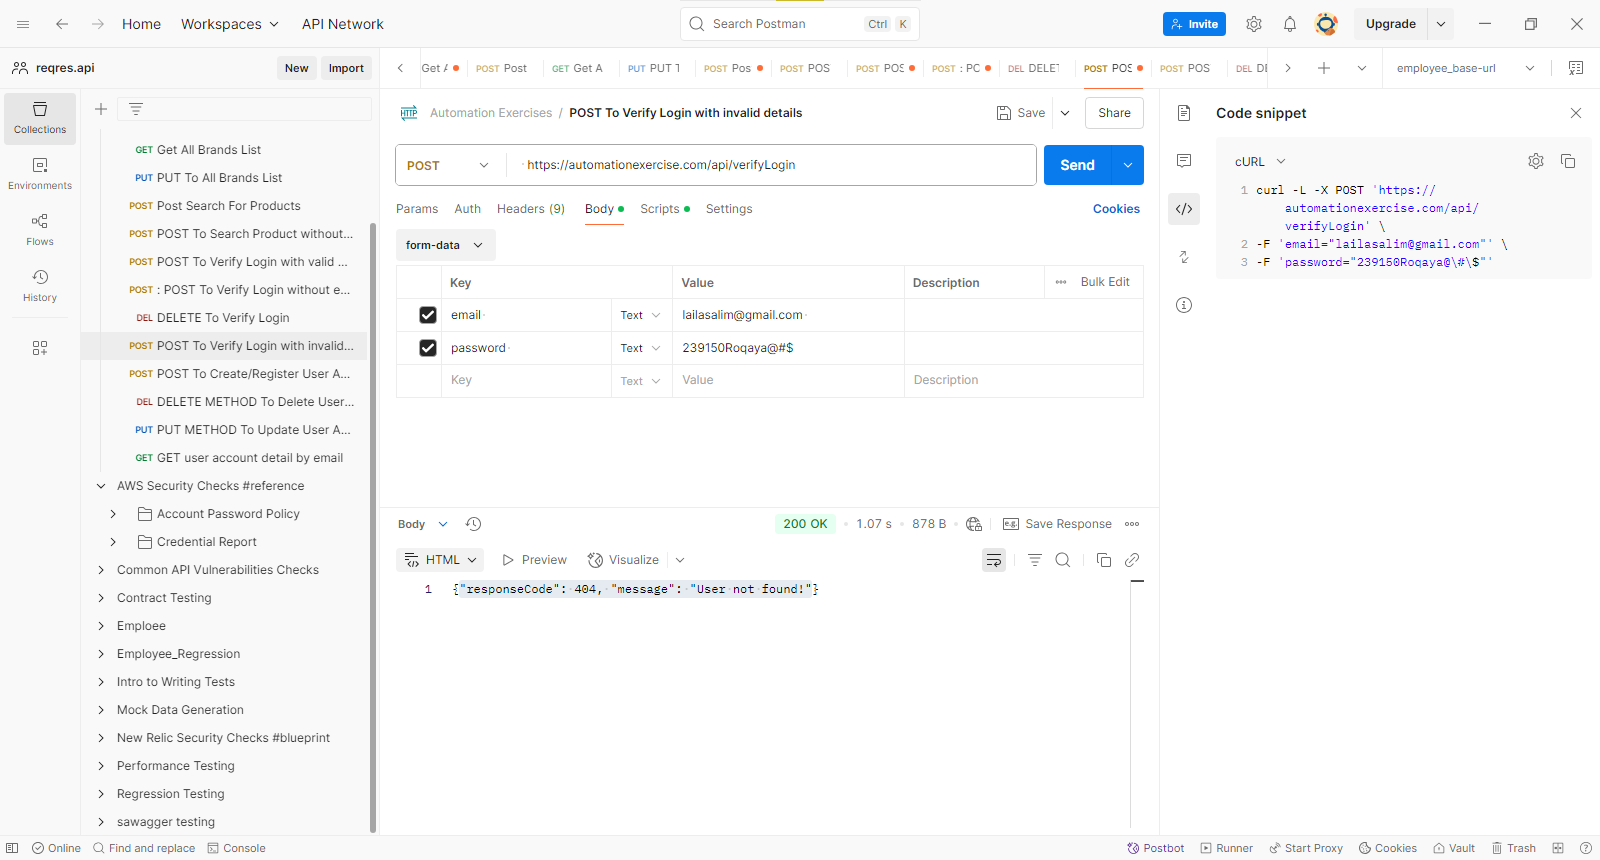 Home
Workspaces
API Network
Search Postman
Ctrl K
Invite
Upgrade
reqres.api
New
Import
Get A
POST Post
GET Get A
PUT PUT T
POST Pos
POST POS
POST POS
POST : PC
DEL DELET
POST POS
POST POS
DEL DE
employee_base-url
Collections
Environments
Flows
History
GET Get All Brands List
PUT PUT To All Brands List
POST Post Search For Products
POST POST To Search Product without...
POST POST To Verify Login with valid ...
POST : POST To Verify Login without e...
DEL DELETE To Verify Login
POST POST To Verify Login with invalid...
POST POST To Create/Register User A...
DEL DELETE METHOD To Delete User...
PUT PUT METHOD To Update User A...
GET GET user account detail by email
AWS Security Checks #reference
Account Password Policy
Credential Report
Common API Vulnerabilities Checks
Contract Testing
Emploee
Employee_Regression
Intro to Writing Tests
Mock Data Generation
New Relic Security Checks #blueprint
Performance Testing
Regression Testing
sawagger testing
HTTP
Automation Exercises / POST To Verify Login with invalid details
Save
Share
POST
https://automationexercise.com/api/verifyLogin
Send
Params
Auth
Headers (9)
Body
Scripts
Settings
Cookies
form-data
Key Value Description
Bulk Edit
email Text lailasalim@gmail.com
password Text 239150Roqaya@#$
Key Text Value Description
Body
200 OK
1.07 s
878 B
e.g. Save Response
HTML
Preview
Visualize
1 {"responseCode": 404, "message": "User not found!"}
Code snippet
cURL
1 curl -L -X POST 'https://
automationexercise.com/api/
verifyLogin' \
2 -F 'email="lailasalim@gmail.com"' \
3 -F 'password="239150Roqaya@\#\$"'
Online
Find and replace
Console
Postbot
Runner
Start Proxy
Cookies
Vault
Trash